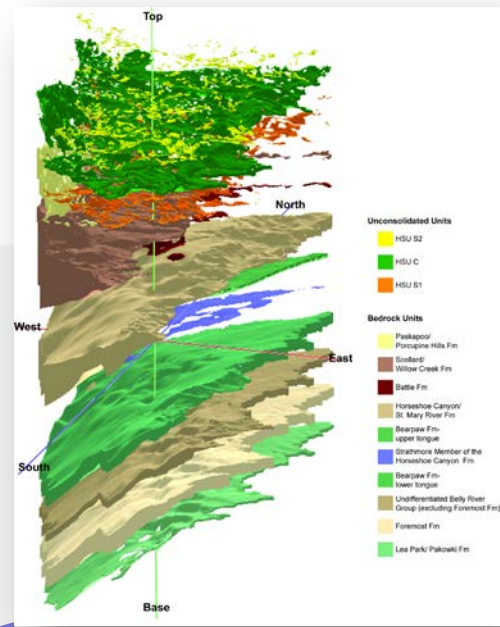 Top
North
West
East
South
Base
Unconsolidated Units
HSU S2
HSU C
HSU S1
Bedrock Units
Paskapoo/
Porcupine Hills Fm
Scollard/
Willow Creek Fm
Battle Fm
Horseshoe Canyon/
St. Mary River Fm
Bearpaw Fm-
upper tongue
Strathmore Member of the
Horseshoe Canyon Fm
Bearpaw Fm-
lower tongue
Undifferentiated Belly River
Group (excluding Foremost Fm)
Foremost Fm
Lea Park/ Pakowki Fm